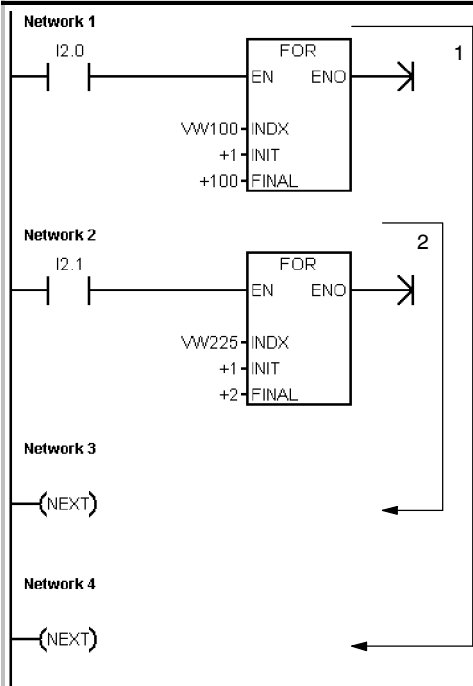 Network 1
1
I2.0
FOR
EN ENO
VW100 INDX
+1 INIT
+100 FINAL
Network 2
2
I2.1
FOR
EN ENO
VW225 INDX
+1 INIT
+2 FINAL
Network 3
(NEXT)
Network 4
(NEXT)